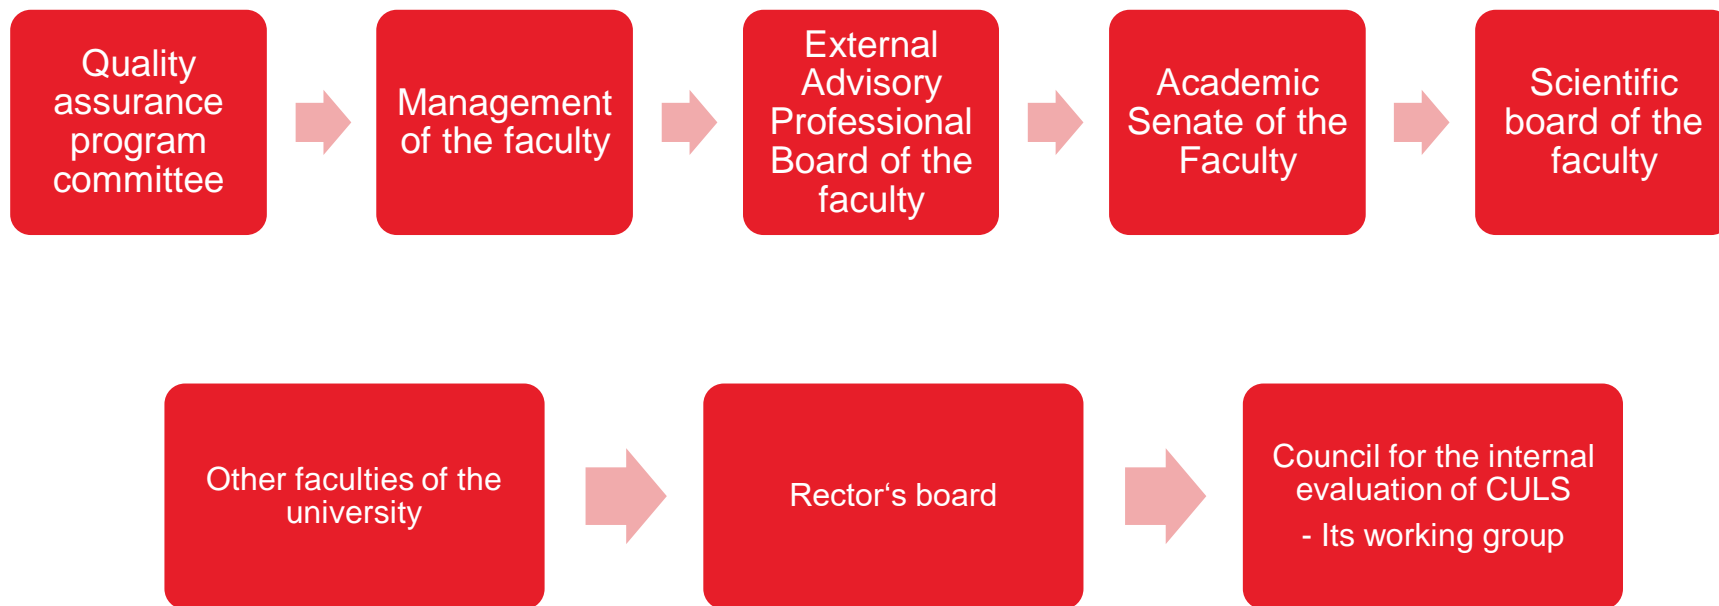 Quality
assurance
program
committee
Management
of the faculty
External
Advisory
Professional
Board of the
faculty
Academic
Senate of the
Faculty
Scientific
board of the
faculty
Other faculties of the
university
Rector‘s board
Council for the internal
evaluation of CULS
- Its working group